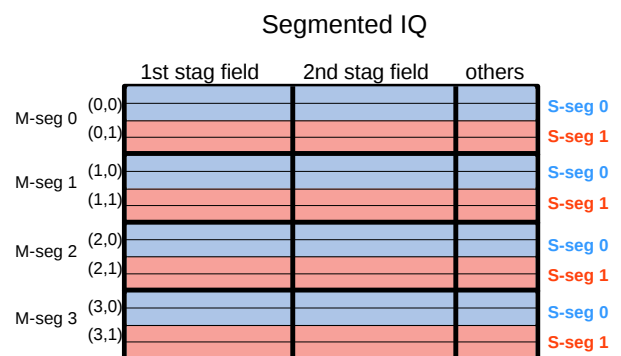 Segmented IQ
1st stag field 2nd stag field others
M-seg 0 (0,0) S-seg 0
(0,1) S-seg 1
M-seg 1 (1,0) S-seg 0
(1,1) S-seg 1
M-seg 2 (2,0) S-seg 0
(2,1) S-seg 1
M-seg 3 (3,0) S-seg 0
(3,1) S-seg 1